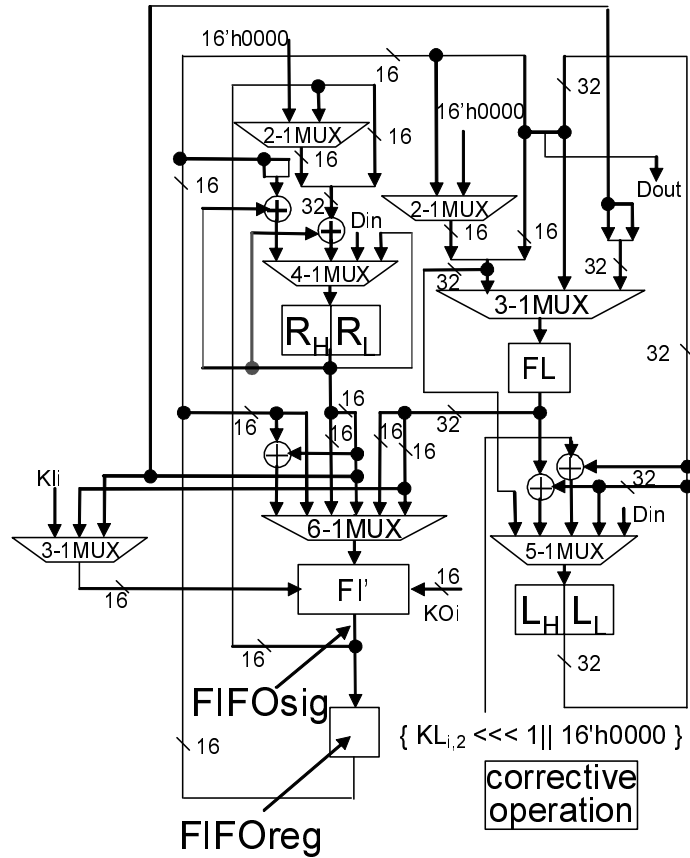 16'h0000
16
32
2-1MUX
16
16'h0000
16
16
32
Din
2-1MUX
Dout
16
16
32
32
4-1MUX
3-1MUX
R_H R_L
FL
32
16
16
16
16
16
32
KIi
32
Din
6-1MUX
3-1MUX
5-1MUX
16
FI'
16
KOi
L_H L_L
16
32
FIFOsig
16
{ KL_i,2 <<< 1|| 16'h0000 }
corrective
operation
FIFOreg